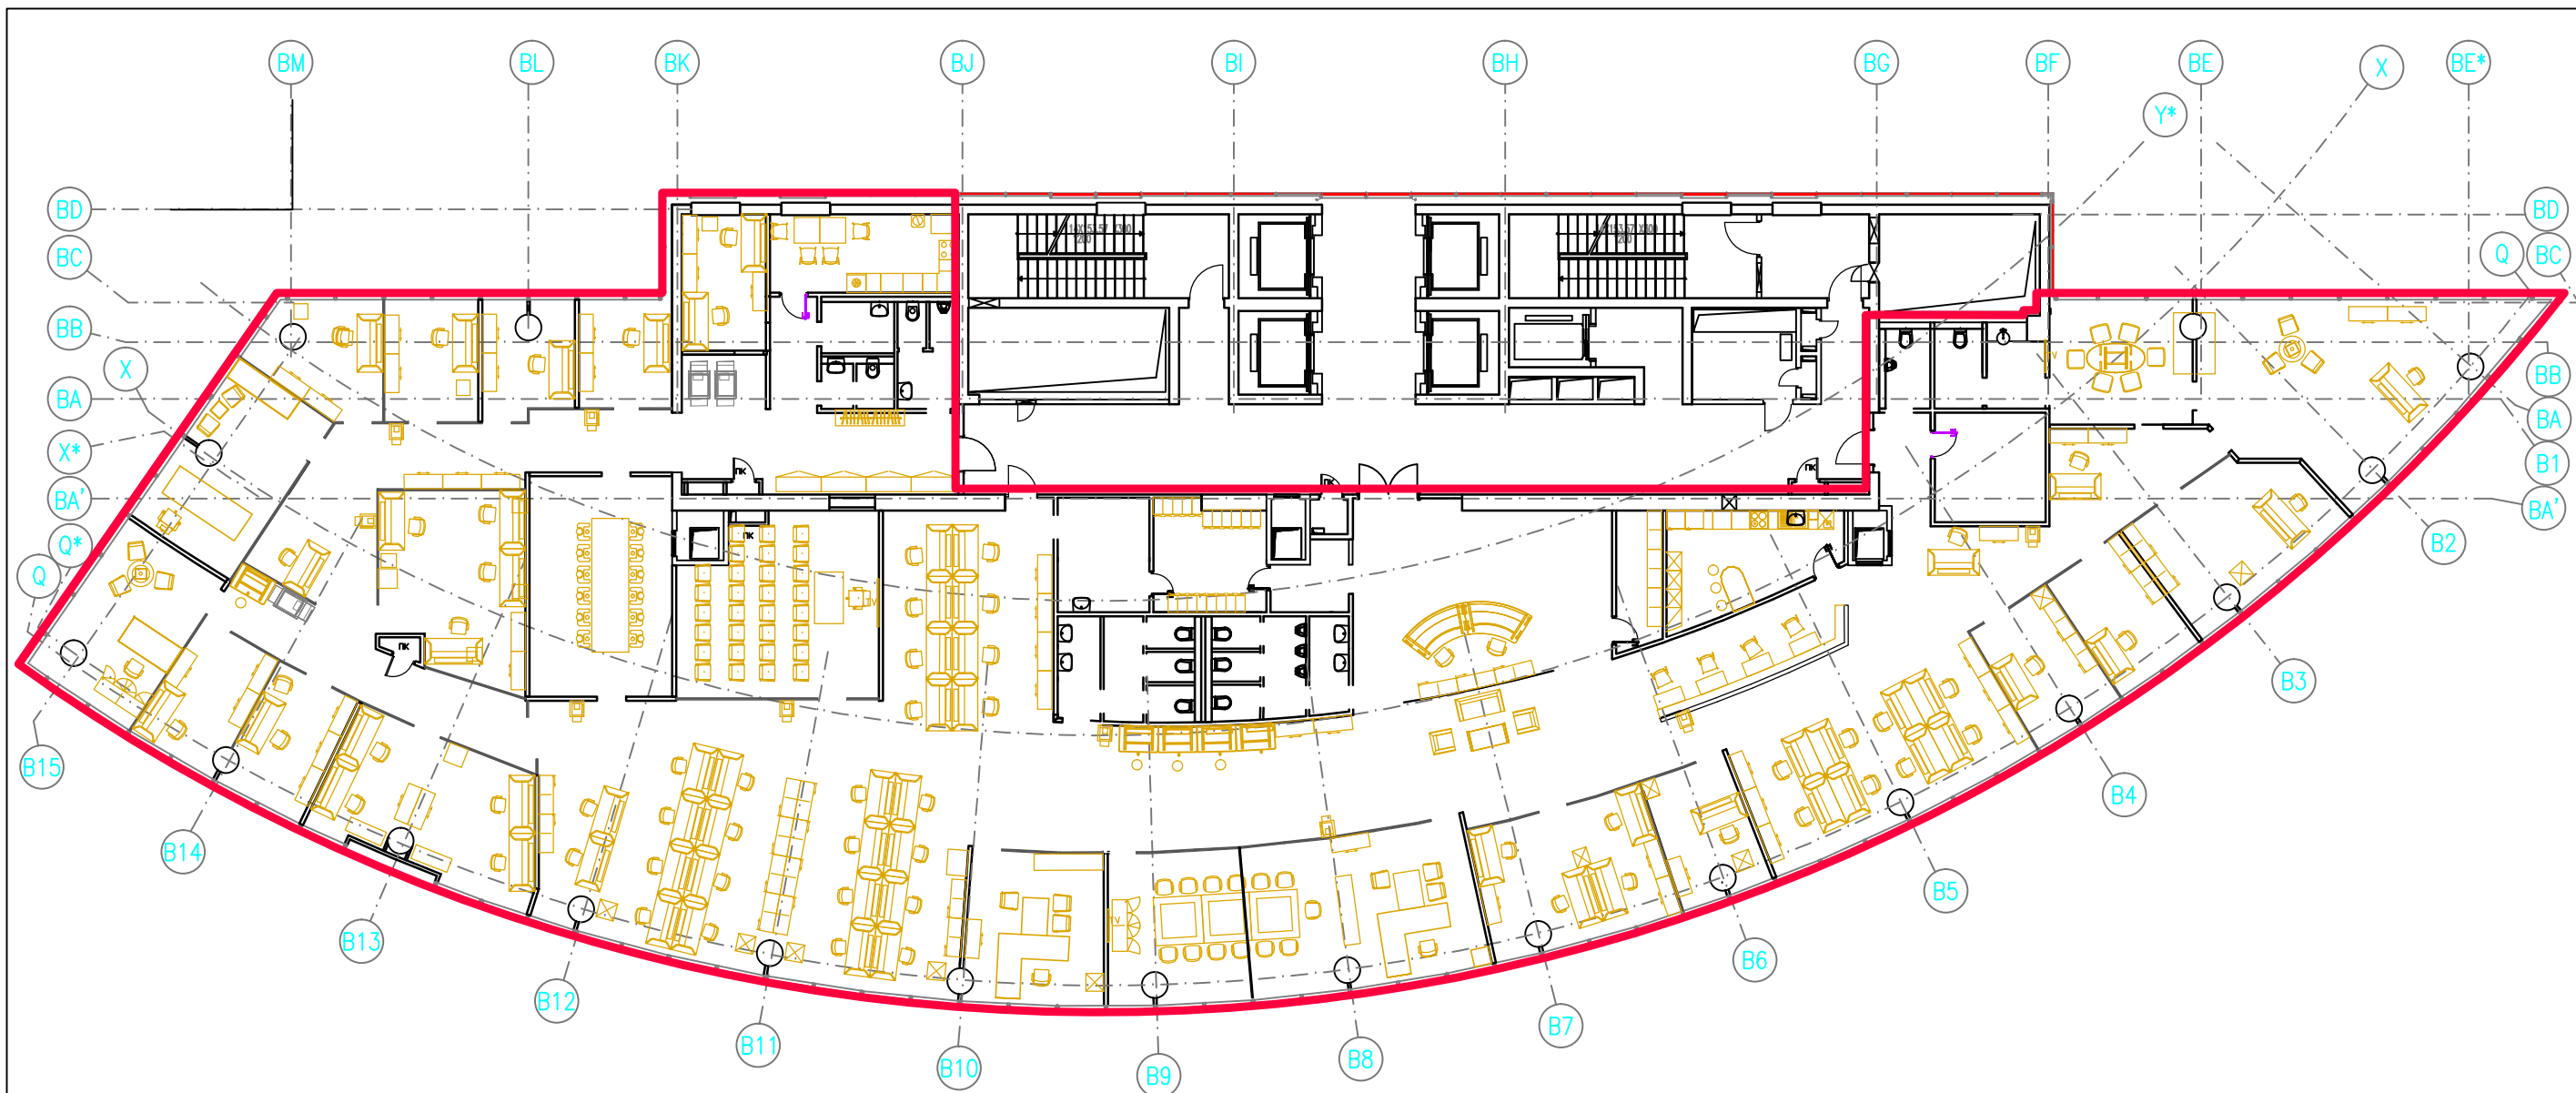 BM BL BK BJ BI BH BG BF BE X BE*
Y*
BD BD
BC Q BC
BB
X BB
BA BA
X* B1
BA' BA'
Q* B2
Q
ПК ПК
ПК
ПК
TV
B3
B15 B4
B14 B5
B13 B6
B12 B7
B11 B8
B10 B9
TV